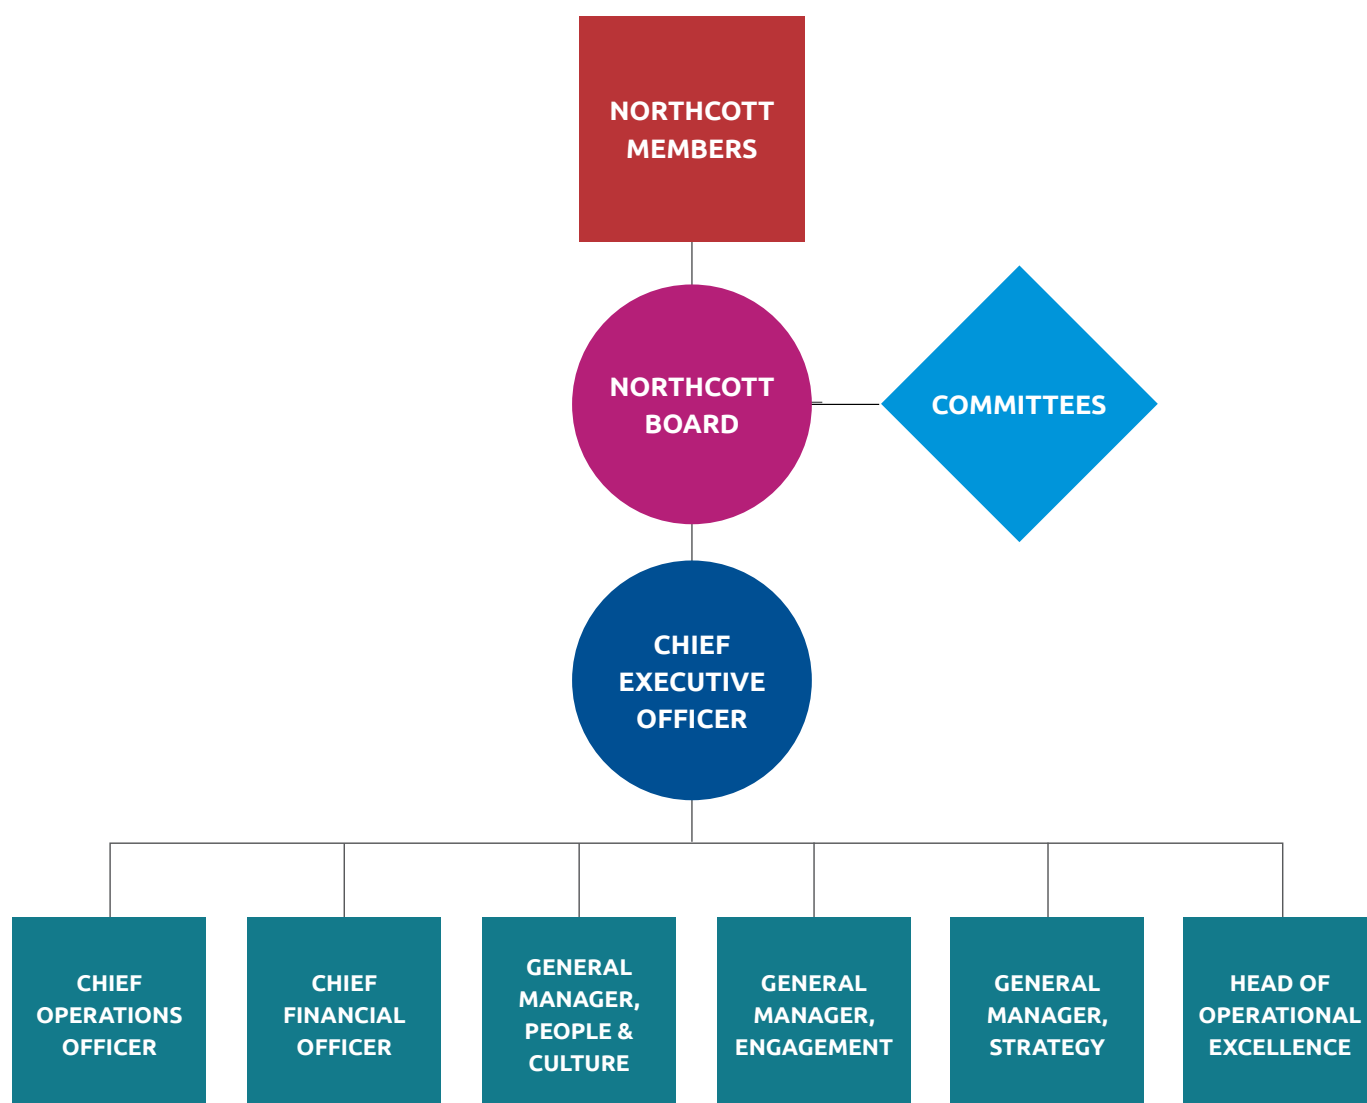 NORTHCOTT
MEMBERS
NORTHCOTT
BOARD
COMMITTEES
CHIEF
EXECUTIVE
OFFICER
CHIEF
OPERATIONS
OFFICER
CHIEF
FINANCIAL
OFFICER
GENERAL
MANAGER,
PEOPLE &
CULTURE
GENERAL
MANAGER,
ENGAGEMENT
GENERAL
MANAGER,
STRATEGY
HEAD OF
OPERATIONAL
EXCELLENCE